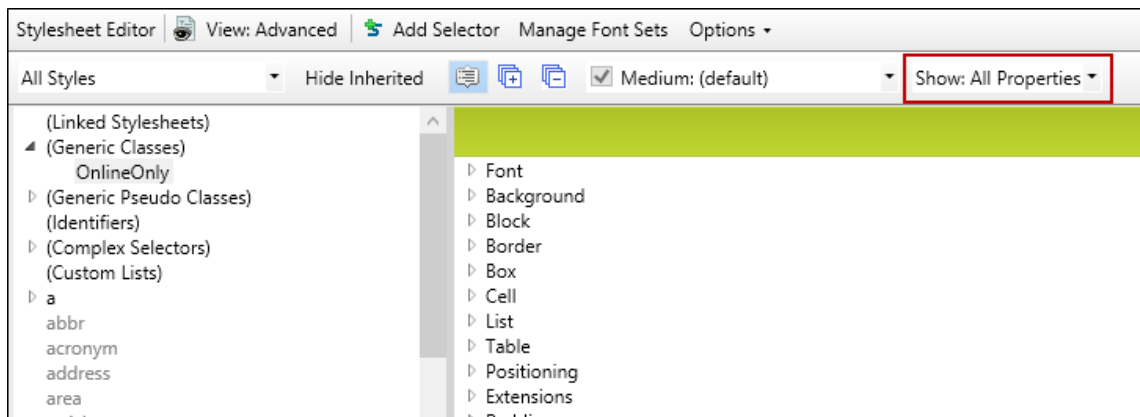 Stylesheet Editor View: Advanced Add Selector Manage Font Sets Options
All Styles Hide Inherited Medium: (default) Show: All Properties
(Linked Stylesheets)
(Generic Classes)
OnlineOnly
(Generic Pseudo Classes)
(Identifiers)
(Complex Selectors)
(Custom Lists)
a
abbr
acronym
address
area
Font
Background
Block
Border
Box
Cell
List
Table
Positioning
Extensions